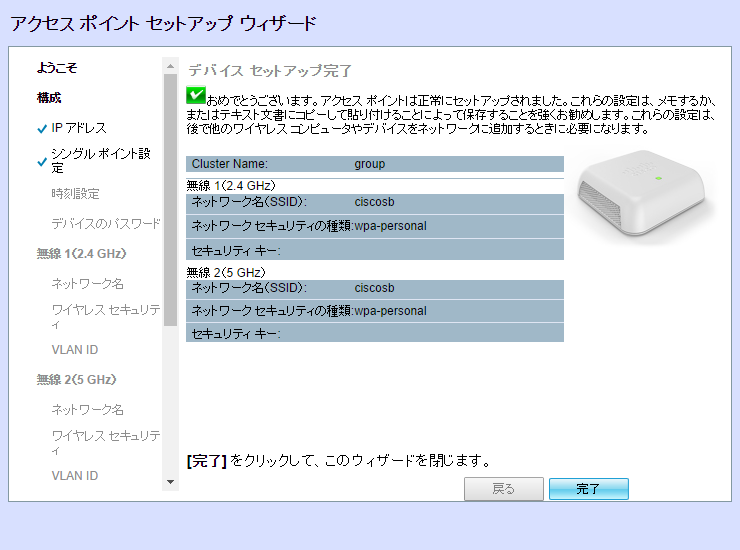 アクセス ポイント セットアップ ウィザード
ようこそ
構成
IP アドレス
シングル ポイント設
定
時刻設定
デバイスのパスワード
無線 1(2.4 GHz)
ネットワーク名
ワイヤレス セキュリテ
ィ
VLAN ID
無線 2(5 GHz)
ネットワーク名
ワイヤレス セキュリテ
ィ
VLAN ID
デバイス セットアップ完了
おめでとうございます。アクセス ポイントは正常にセットアップされました。これらの設定は、メモするか、
またはテキスト文書にコピーして貼り付けることによって保存することを強くお勧めします。これらの設定は、
後で他のワイヤレス コンピュータやデバイスをネットワークに追加するときに必要になります。
Cluster Name: group
無線 1(2.4 GHz)
ネットワーク名(SSID): ciscosb
ネットワーク セキュリティの種類: wpa-personal
セキュリティ キー:
無線 2(5 GHz)
ネットワーク名(SSID): ciscosb
ネットワーク セキュリティの種類: wpa-personal
セキュリティ キー:
[完了] をクリックして、このウィザードを閉じます。
戻る 完了